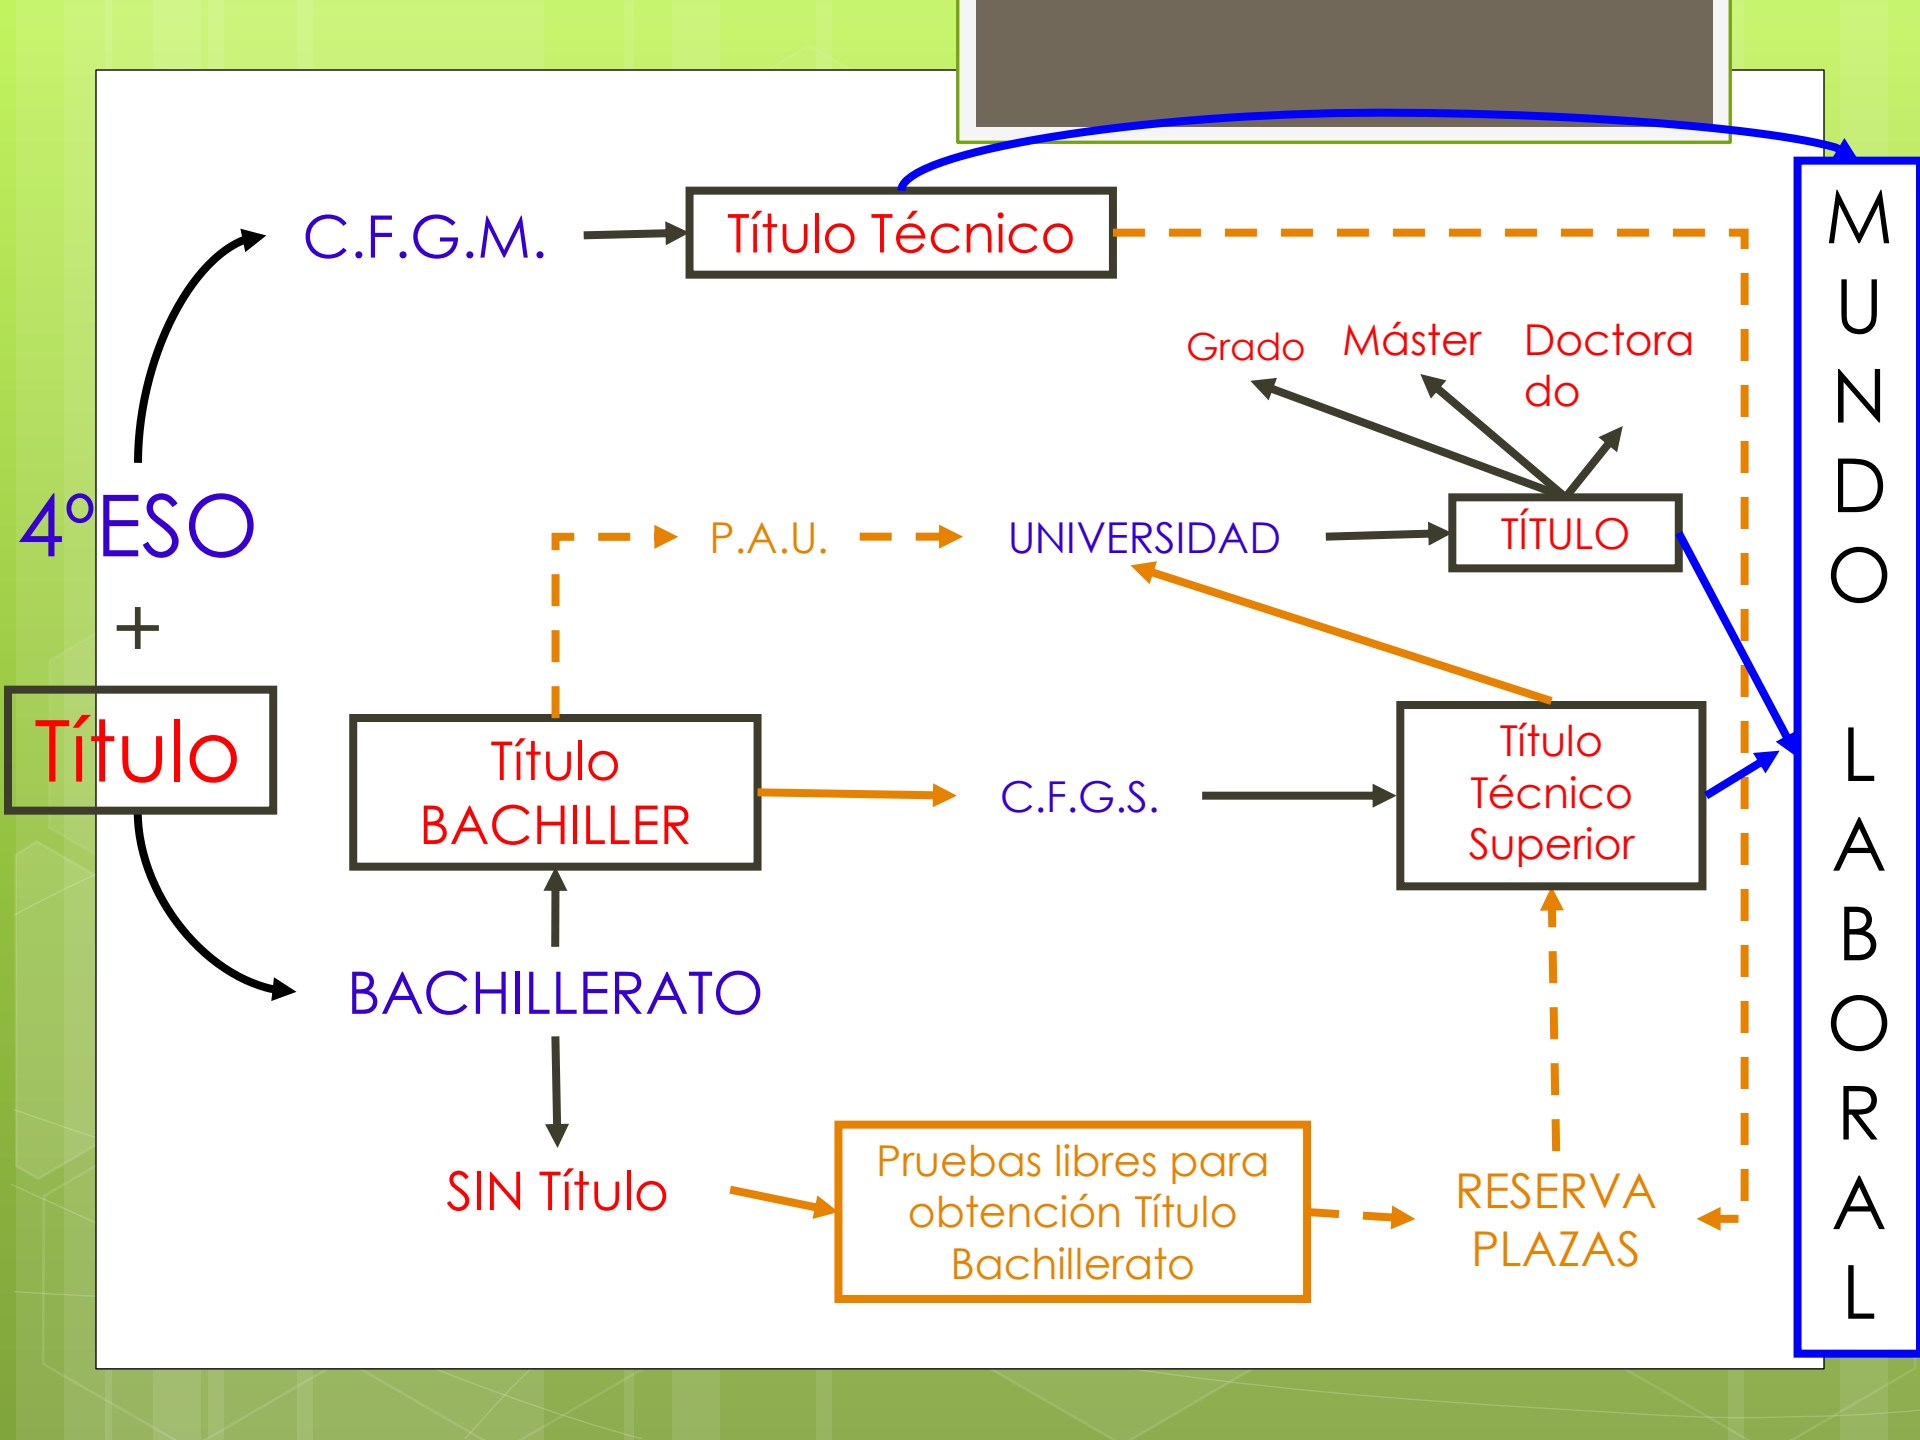 C.F.G.M.
Título Técnico
Grado
Máster
Doctora
do
4ºESO
+
Título
P.A.U.
UNIVERSIDAD
TÍTULO
Título
BACHILLER
C.F.G.S.
Título
Técnico
Superior
BACHILLERATO
SIN Título
Pruebas libres para
obtención Título
Bachillerato
RESERVA
PLAZAS
M
U
N
D
O
L
A
B
O
R
A
L